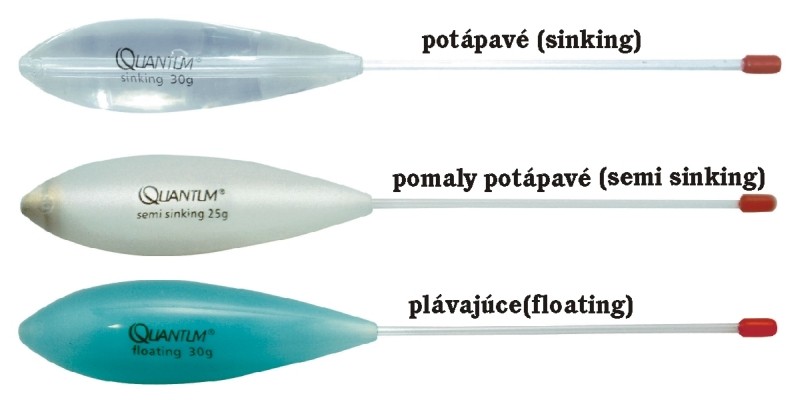 potápavé (sinking)
QUANTUM®
sinking 30g
pomaly potápavé (semi sinking)
QUANTUM®
semi sinking 25g
plávajúce(floating)
QUANTUM®
floating 30g